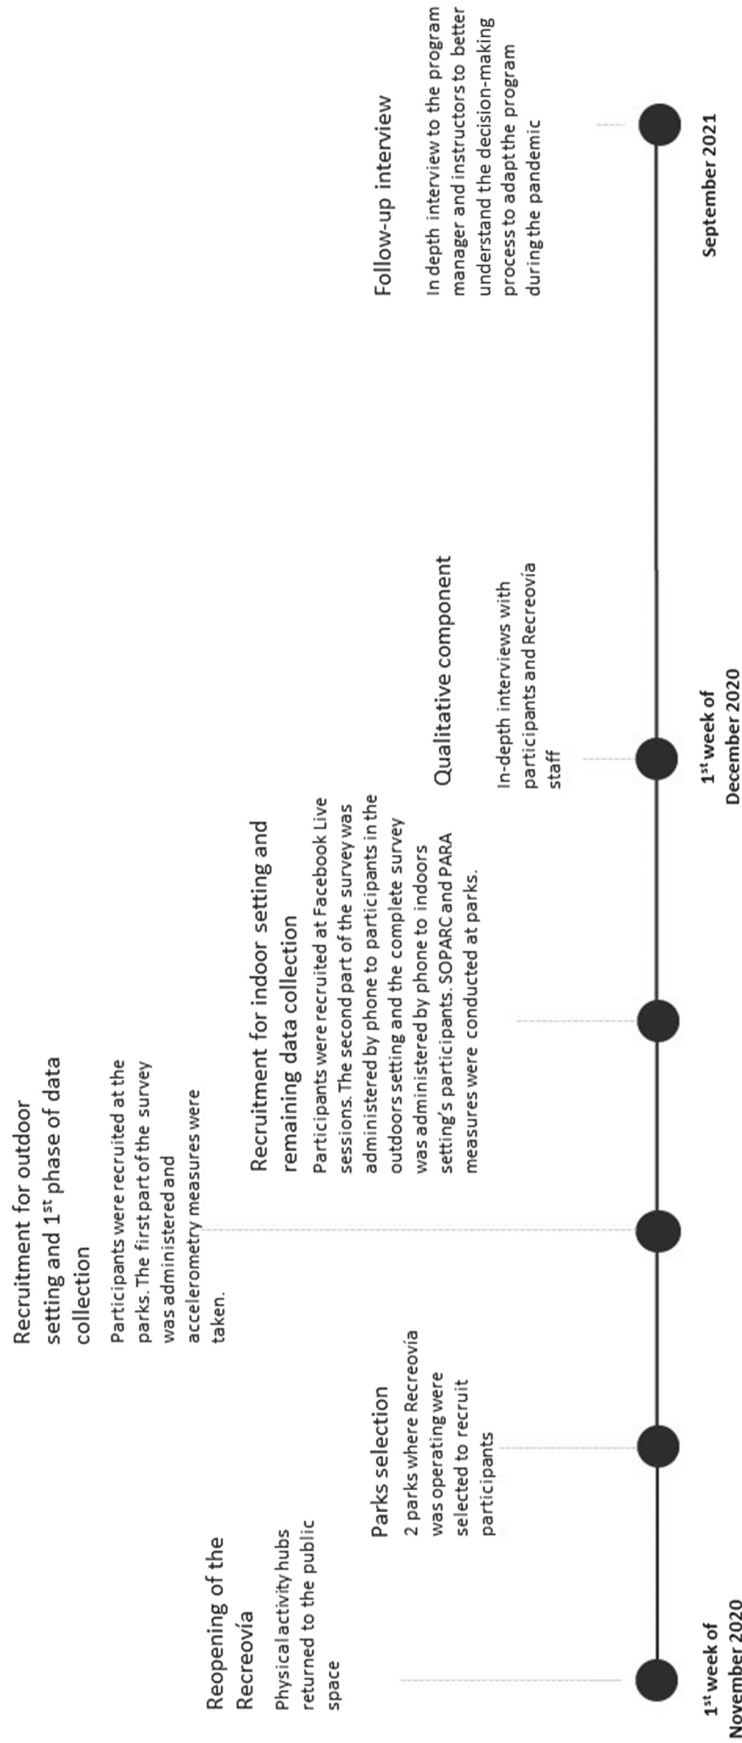 Reopening of the
Recreovía
Physical activity hubs
returned to the public
space
1st week of
November 2020
Parks selection
2 parks where Recreovía
was operating were
selected to recruit
participants
Recruitment for outdoor
setting and 1st phase of data
collection
Participants were recruited at the
parks. The first part of the survey
was administered and
accelerometry measures were
taken.
Recruitment for indoor setting and
remaining data collection
Participants were recruited at Facebook Live
sessions. The second part of the survey was
administered by phone to participants in the
outdoors setting and the complete survey
was administered by phone to indoors
setting's participants. SOPARC and PARA
measures were conducted at parks.
Qualitative component
In-depth interviews with
participants and Recreovía
staff
1st week of
December 2020
Follow-up interview
In depth interview to the program
manager and instructors to better
understand the decision-making
process to adapt the program
during the pandemic
September 2021